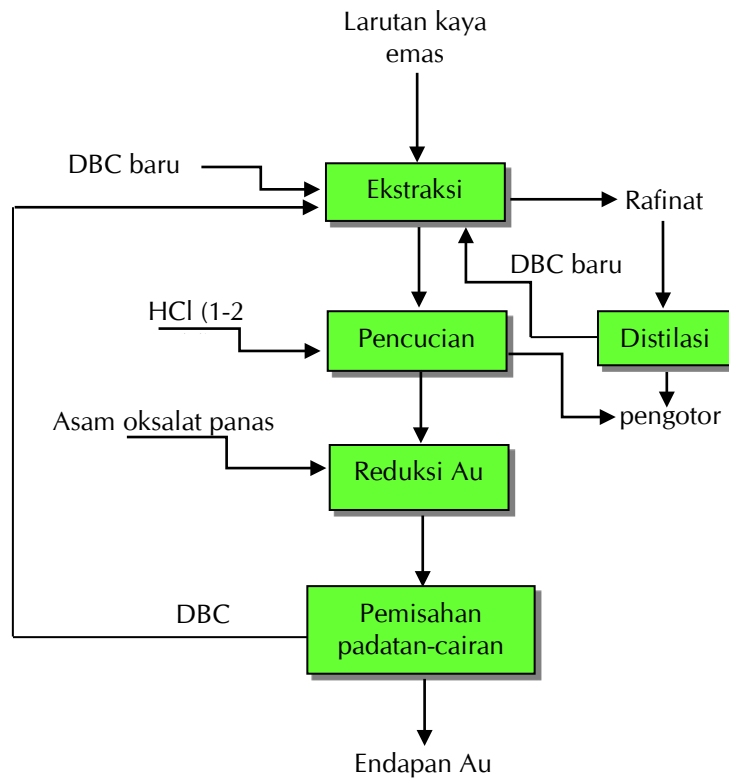 Larutan kaya
emas
DBC baru
Ekstraksi
Rafinat
DBC baru
HCl (1-2
Pencucian
Distilasi
Asam oksalat panas
pengotor
Reduksi Au
DBC
Pemisahan
padatan-cairan
Endapan Au